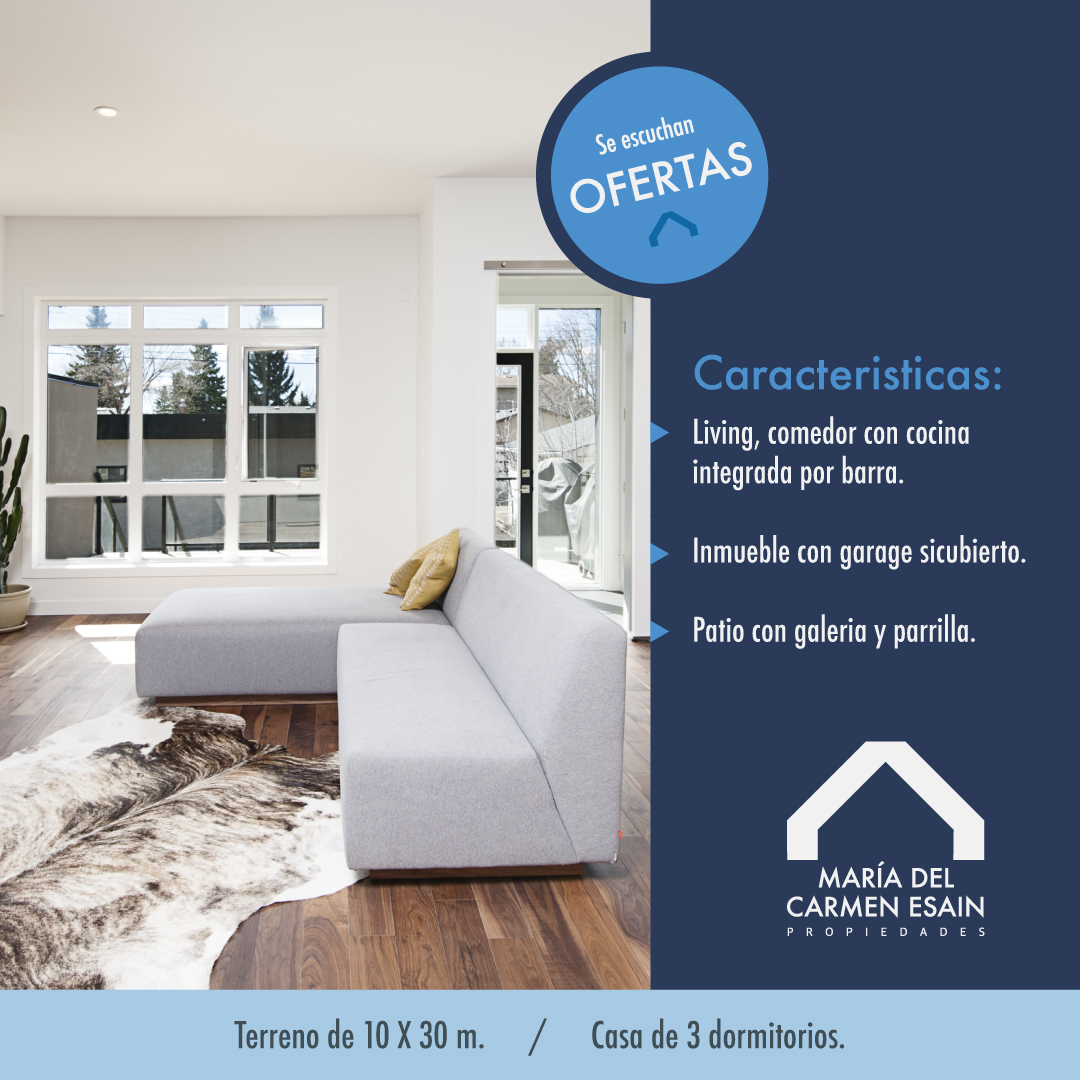 Se escuchan
OFERTAS
Caracteristicas:
Living, comedor con cocina
integrada por barra.
Inmueble con garage sicubierto.
Patio con galeria y parrilla.
MARÍA DEL
CARMEN ESAIN
PROPIEDADES
Terreno de 10 X 30 m. / Casa de 3 dormitorios.